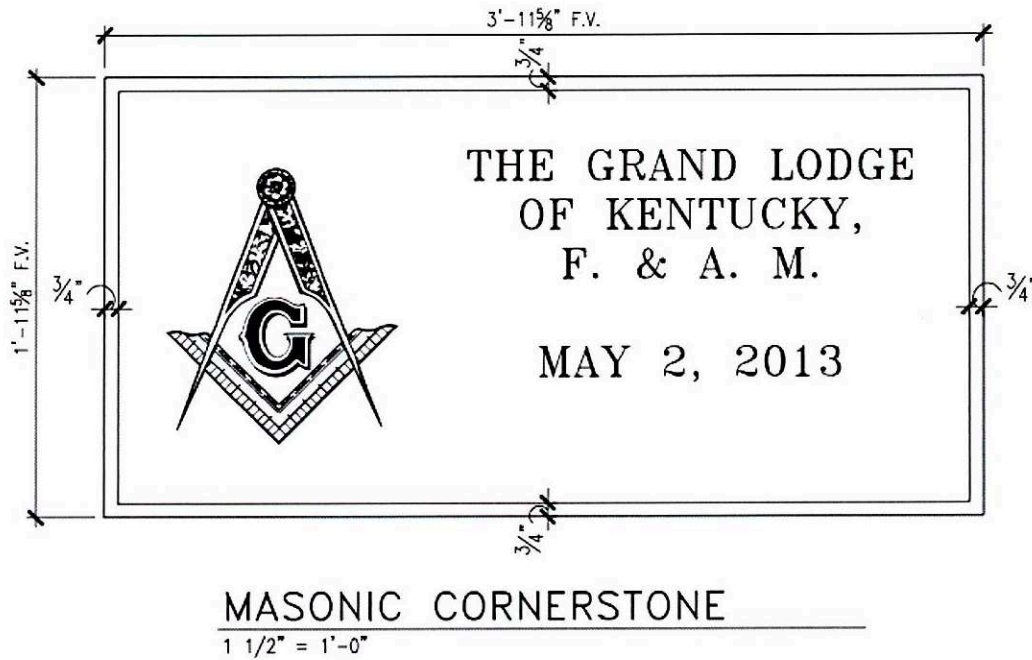 3'-11⅝" F.V.
¾"
1'-11⅝" F.V.
¾"
THE GRAND LODGE
OF KENTUCKY,
F. & A. M.
MAY 2, 2013
G
¾"
¾"
MASONIC CORNERSTONE
1 1/2" = 1'-0"